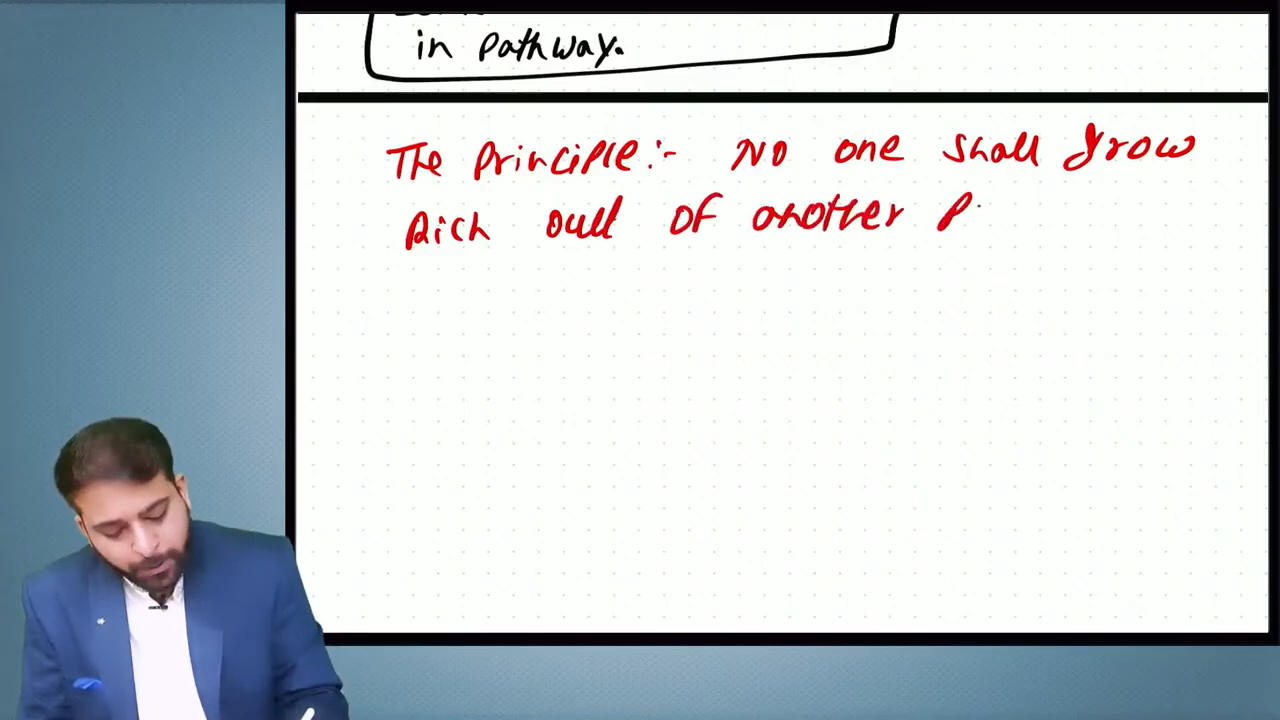 in pathway.
The Principle:- No one shall grow
Rich out of another P